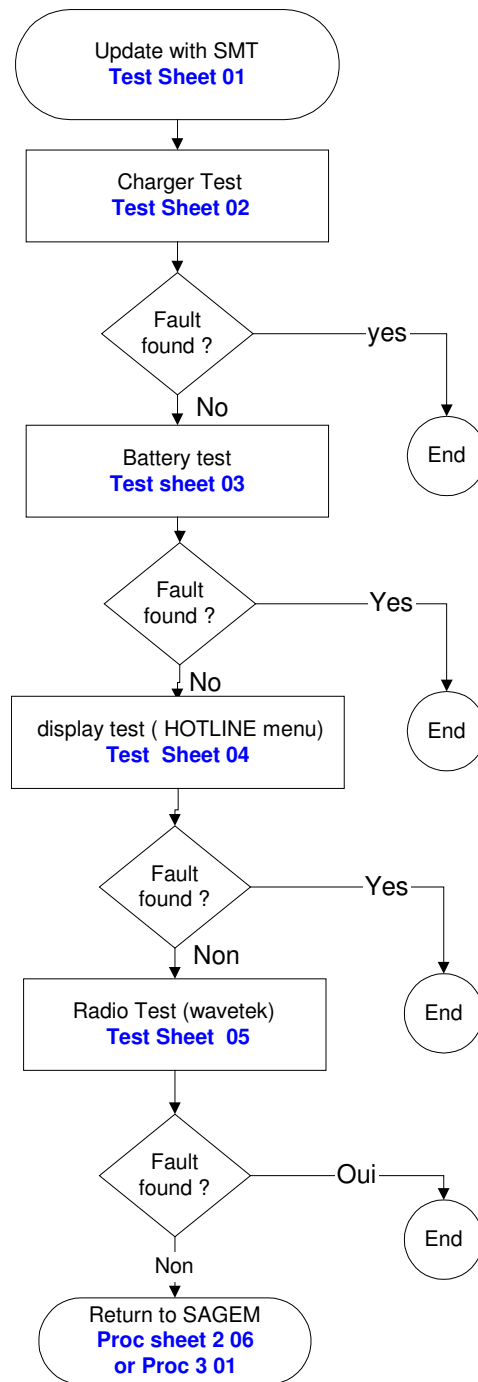 Update with SMT
Test Sheet 01
Charger Test
Test Sheet 02
Fault
found ?
yes
No
End
Battery test
Test sheet 03
Fault
found ?
Yes
No
End
display test ( HOTLINE menu)
Test Sheet 04
Fault
found ?
Yes
Non
End
Radio Test (wavetek)
Test Sheet 05
Fault
found ?
Oui
End
Non
Return to SAGEM
Proc sheet 2 06
or Proc 3 01